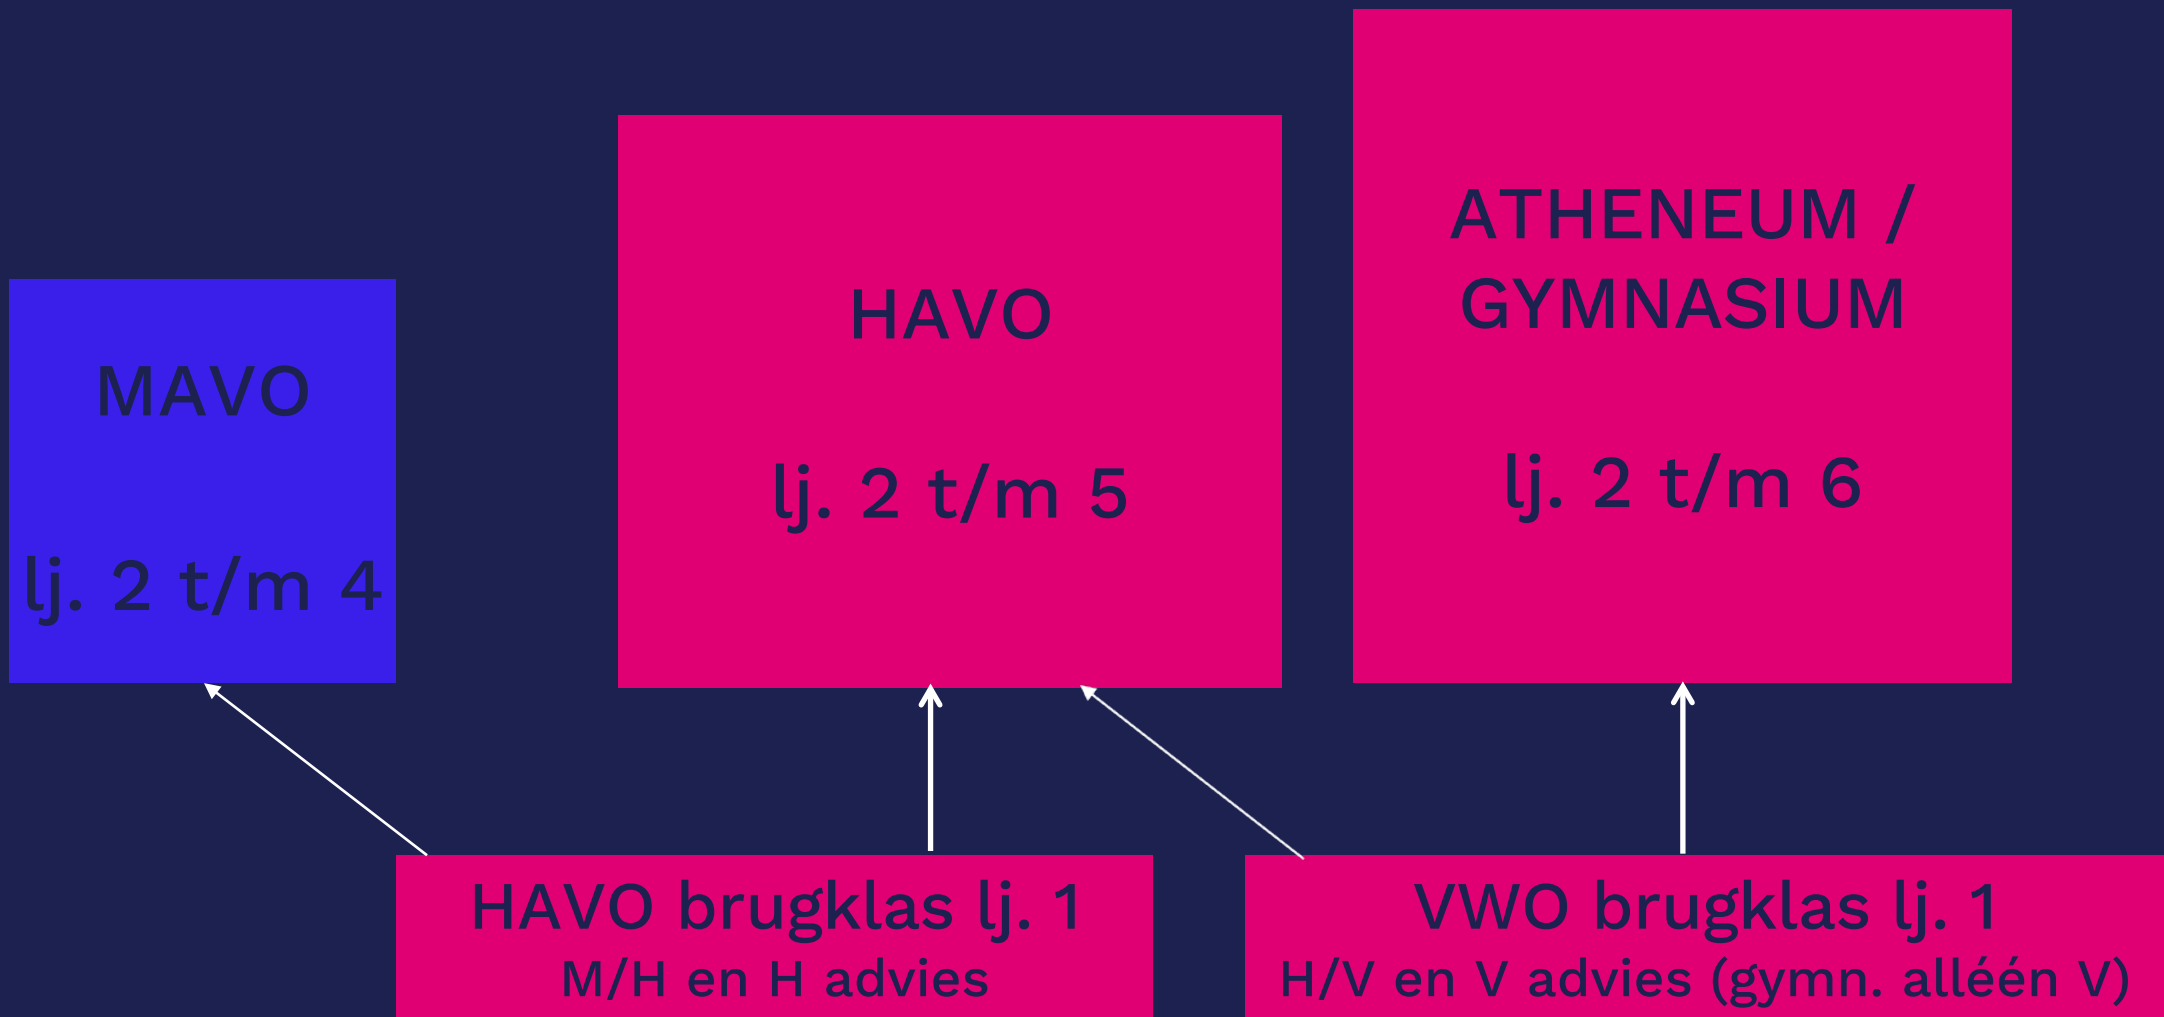 MAVO
lj. 2 t/m 4
HAVO
lj. 2 t/m 5
ATHENEUM /
GYMNASIUM
lj. 2 t/m 6
HAVO brugklas lj. 1
M/H en H advies
VWO brugklas lj. 1
H/V en V advies (gymn. alléén V)